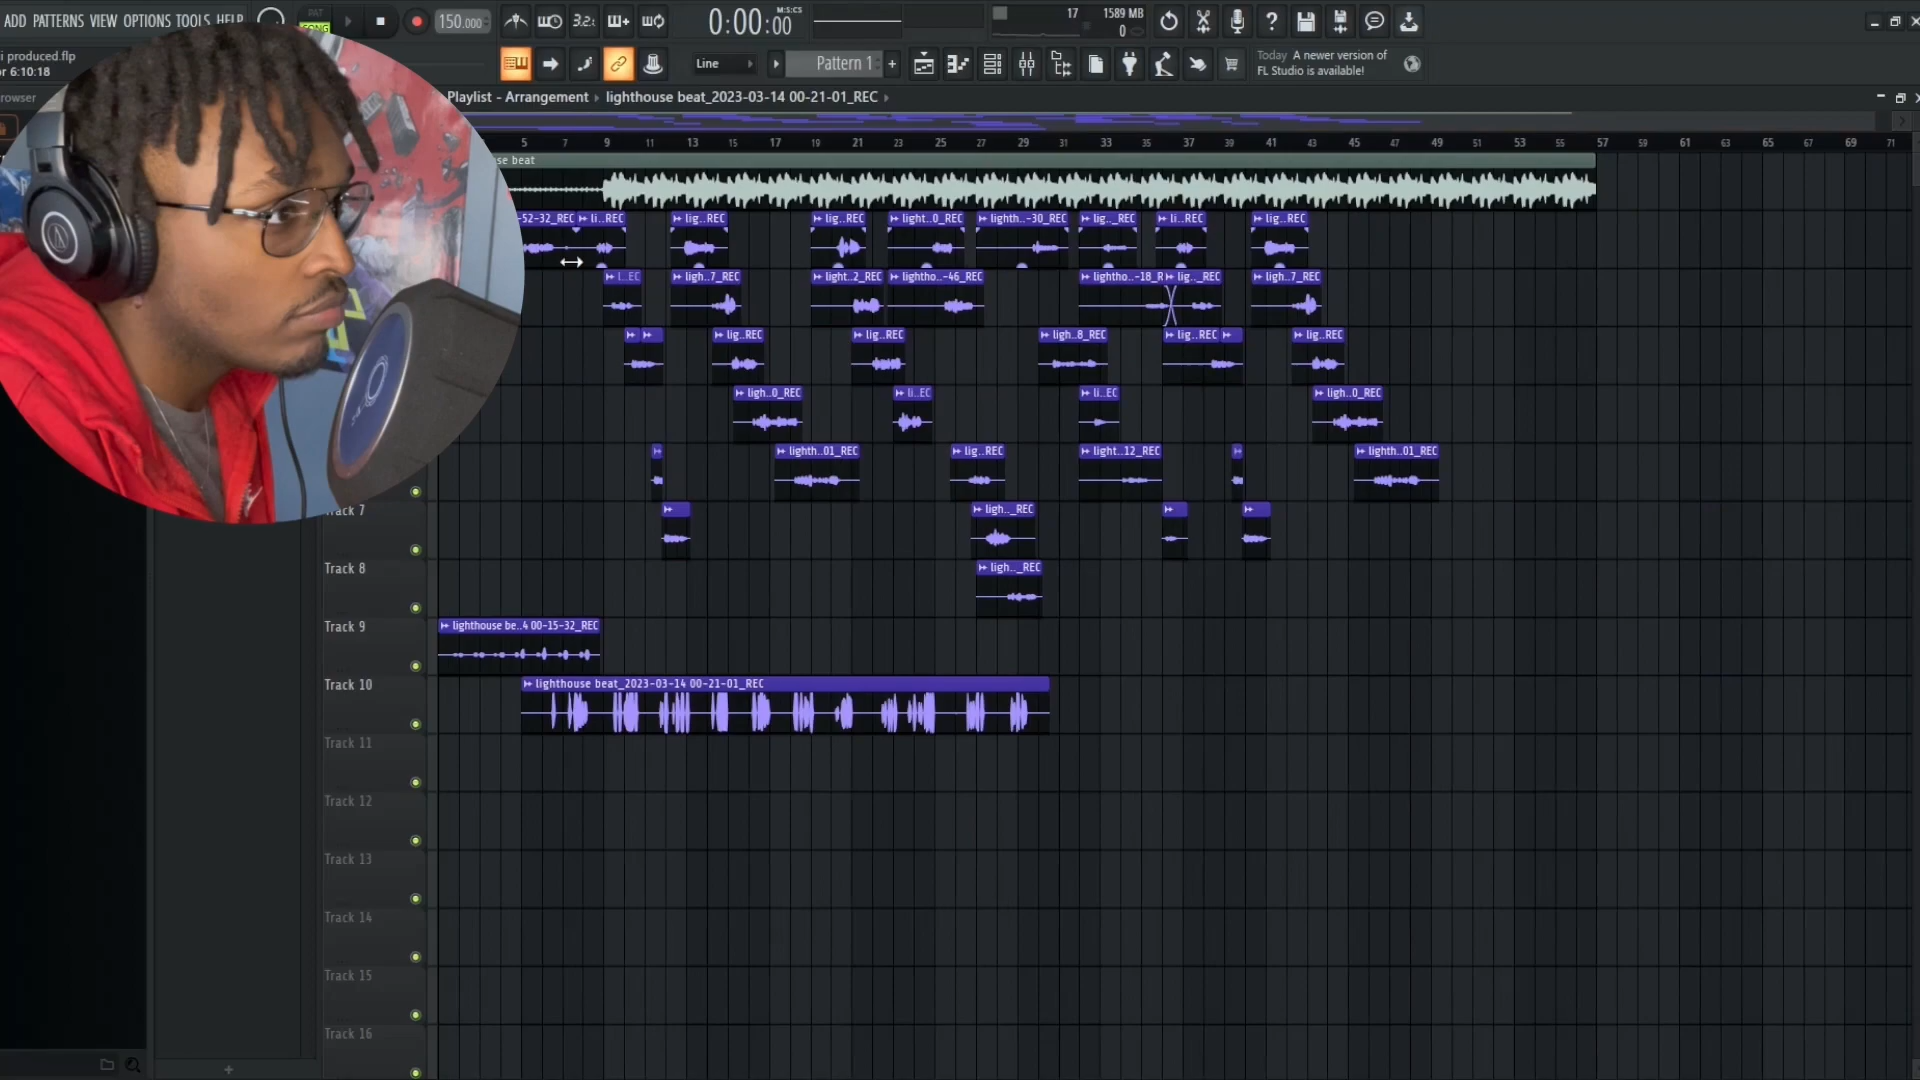 ADD PATTERNS VIEW OPTIONS TOOLS HELP
PAT
SONG
150.000
3.2.
0:00:00
M:S:CS
17
1589 MB
0
i produced.flp
r 6:10:18
Line
Pattern 1
Today A newer version of
FL Studio is available!
rowser
Playlist - Arrangement
lighthouse beat_2023-03-14 00-21-01_REC
5 7 9 11 13 15 17 19 21 23 25 27 29 31 33 35 37 39 41 43 45 47 49 51 53 55 57 59 61 63 65 67 69 71
se beat
-52-32_REC li..REC lig..REC lig..REC light..0_REC lighth..-30_REC lig.._REC li..REC lig..REC
l..EC ligh..7_REC light..2_REC lightho..-46_REC lightho..-18_R lig.._REC ligh..7_REC
lig..REC lig..REC ligh..8_REC lig..REC lig..REC
ligh..0_REC li..EC li..EC ligh..0_REC
lighth..01_REC lig..REC light..12_REC lighth..01_REC
rack 7
ligh.._REC
Track 8
ligh.._REC
Track 9
lighthouse be..4 00-15-32_REC
Track 10
lighthouse beat_2023-03-14 00-21-01_REC
Track 11
Track 12
Track 13
Track 14
Track 15
Track 16